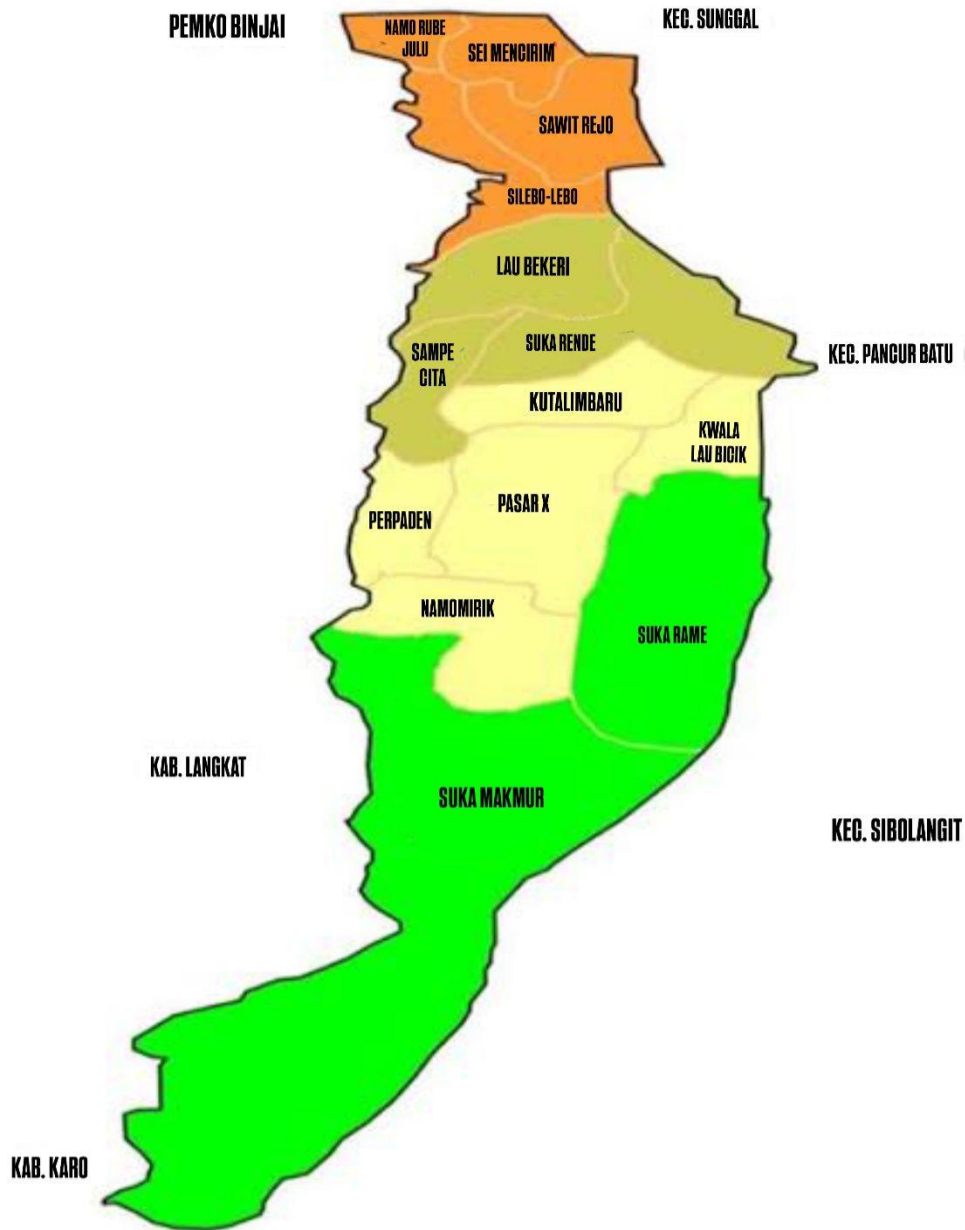 PEMKO BINJAI
KEC. SUNGGAL
NAMO RUBE
JULU
SEI MENCIRIM
SAWIT REJO
SILEBO-LEBO
LAU BEKERI
SAMPE
CITA
SUKA RENDE
KEC. PANCUR BATU
KUTALIMBARU
KWALA
LAU BICIK
PERPADEN
PASAR X
NAMOMIRIK
SUKA RAME
KAB. LANGKAT
SUKA MAKMUR
KEC. SIBOLANGIT
KAB. KARO